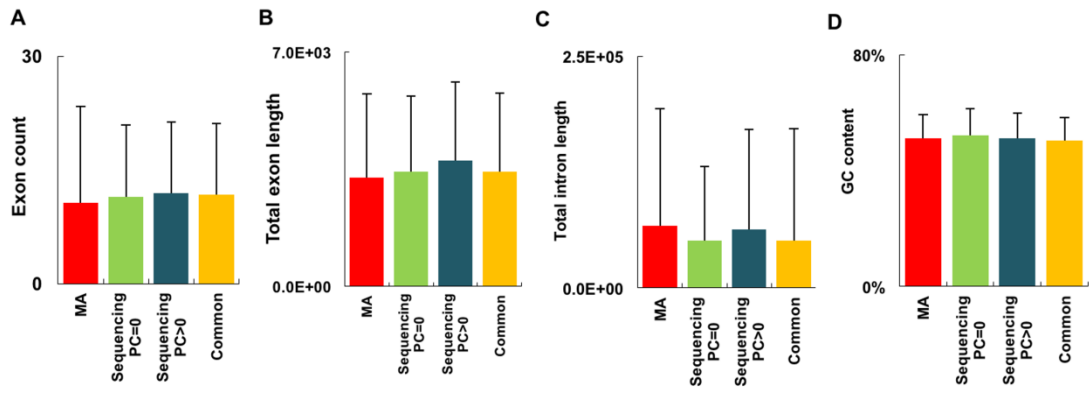 A
30
Exon count
0
MA
Sequencing
PC=0
Sequencing
PC>0
Common
B
7.0E+03
Total exon length
0.0E+00
MA
Sequencing
PC=0
Sequencing
PC>0
Common
C
2.5E+05
Total intron length
0.0E+00
MA
Sequencing
PC=0
Sequencing
PC>0
Common
D
80%
GC content
0%
MA
Sequencing
PC=0
Sequencing
PC>0
Common